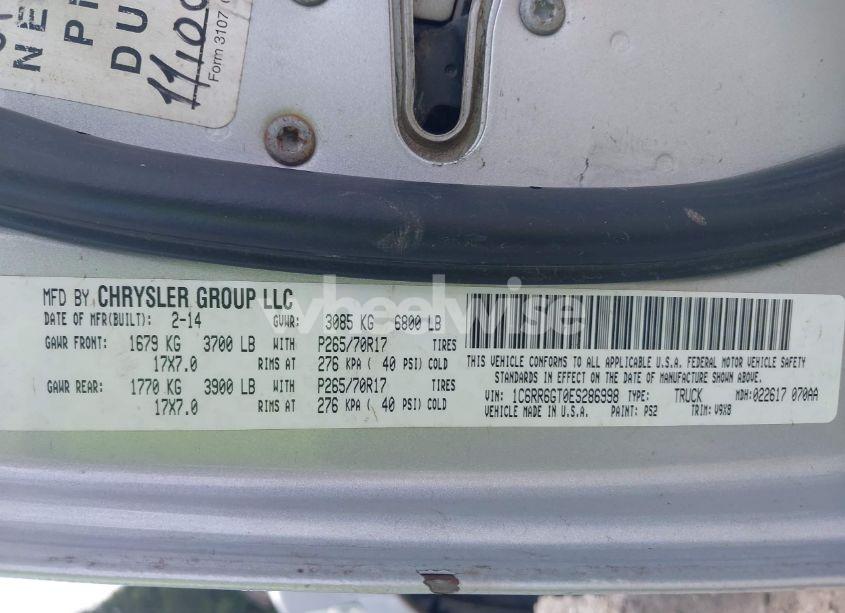 NE
PI
DU
11/00
Form 3107
wheelwise
MFD BY CHRYSLER GROUP LLC
DATE OF MFR(BUILT): 2-14 GVWR: 3085 KG 6800 LB
GAWR FRONT: 1679 KG 3700 LB WITH P265/70R17 TIRES
17X7.0 RIMS AT 276 KPA ( 40 PSI) COLD
GAWR REAR: 1770 KG 3900 LB WITH P265/70R17 TIRES
17X7.0 RIMS AT 276 KPA ( 40 PSI) COLD
THIS VEHICLE CONFORMS TO ALL APPLICABLE U.S.A. FEDERAL MOTOR VEHICLE SAFETY
STANDARDS IN EFFECT ON THE DATE OF MANUFACTURE SHOWN ABOVE.
VIN: 1C6RR6GT0ES286998 TYPE: TRUCK MDH:022617 070AA
VEHICLE MADE IN U.S.A. PAINT: PS2 TRIM: V9X8